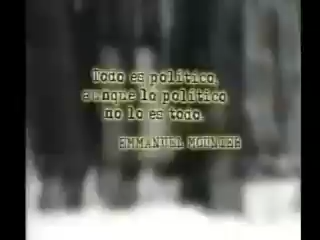 Todo es político,
aunque lo político
no lo es todo.
EMMANUEL MOUNIER